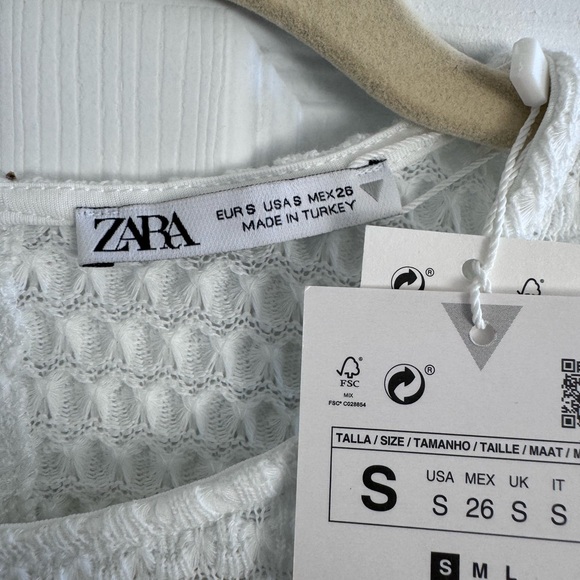 ZARA
EUR S USA S MEX 26
MADE IN TURKEY
®
FSC
®
FSC
MIX
FSC® C028654
TALLA / SIZE / TAMANHO / TAILLE / MAAT / M
S
USA MEX UK IT
S 26 S S
S M L